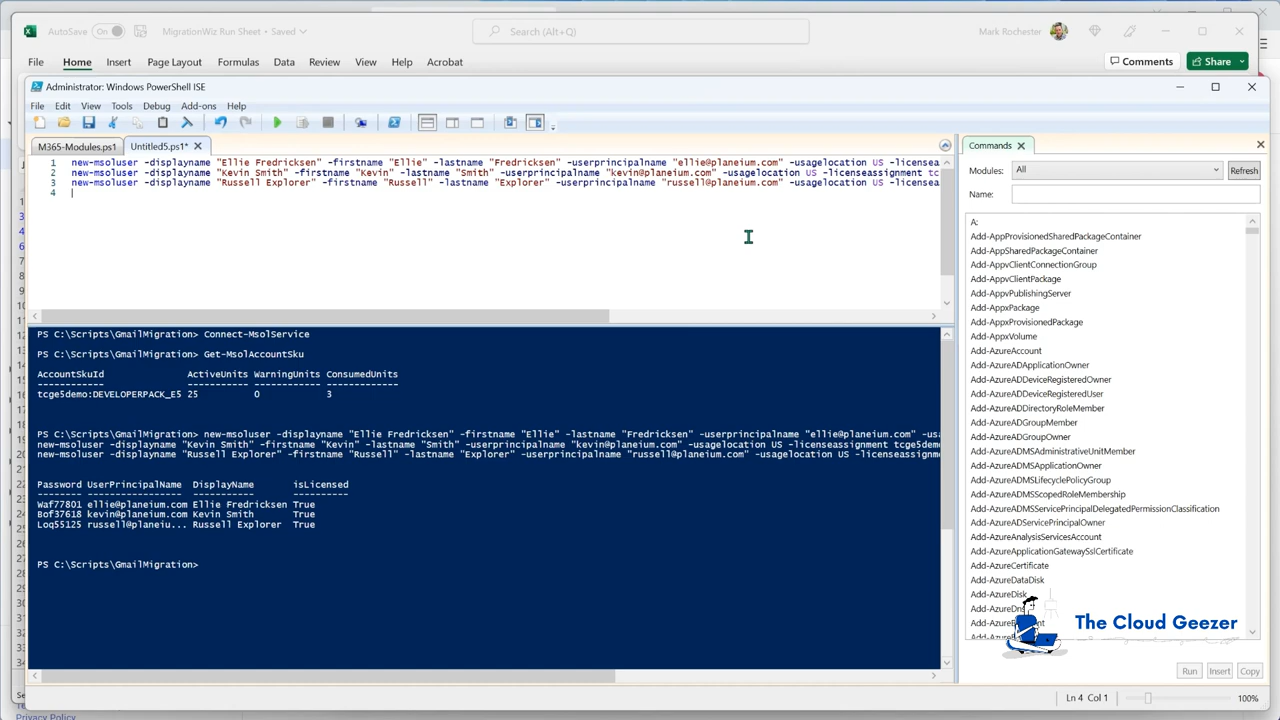 AutoSave On MigrationWiz Run Sheet • Saved Search (Alt+Q) Mark Rochester
File Home Insert Page Layout Formulas Data Review View Help Acrobat Comments Share
Administrator: Windows PowerShell ISE
File Edit View Tools Debug Add-ons Help
M365-Modules.ps1 Untitled5.ps1* X
1 new-msoluser -displayname "Ellie Fredricksen" -firstname "Ellie" -lastname "Fredricksen" -userprincipalname "ellie@planeium.com" -usagelocation US -licensea
2 new-msoluser -displayname "Kevin Smith" -firstname "Kevin" -lastname "Smith" -userprincipalname "kevin@planeium.com" -usagelocation US -licenseassignment tc
3 new-msoluser -displayname "Russell Explorer" -firstname "Russell" -lastname "Explorer" -userprincipalname "russell@planeium.com" -usagelocation US -licensea
4
PS C:\Scripts\GmailMigration> Connect-MsolService
PS C:\Scripts\GmailMigration> Get-MsolAccountSku
AccountSkuId ActiveUnits WarningUnits ConsumedUnits
------------ ----------- ------------ -------------
tcge5demo:DEVELOPERPACK_E5 25 0 3
PS C:\Scripts\GmailMigration> new-msoluser -displayname "Ellie Fredricksen" -firstname "Ellie" -lastname "Fredricksen" -userprincipalname "ellie@planeium.com" -usa
new-msoluser -displayname "Kevin Smith" -firstname "Kevin" -lastname "Smith" -userprincipalname "kevin@planeium.com" -usagelocation US -licenseassignment tcge5demo
new-msoluser -displayname "Russell Explorer" -firstname "Russell" -lastname "Explorer" -userprincipalname "russell@planeium.com" -usagelocation US -licenseassignm
Password UserPrincipalName DisplayName isLicensed
-------- ----------------- ----------- ----------
Waf77801 ellie@planeium.com Ellie Fredricksen True
Bof37618 kevin@planeium.com Kevin Smith True
Loq55125 russell@planeiu... Russell Explorer True
PS C:\Scripts\GmailMigration>
Commands X
Modules: All Refresh
Name:
A:
Add-AppProvisionedSharedPackageContainer
Add-AppSharedPackageContainer
Add-AppvClientConnectionGroup
Add-AppvClientPackage
Add-AppvPublishingServer
Add-AppxPackage
Add-AppxProvisionedPackage
Add-AppxVolume
Add-AzureAccount
Add-AzureADApplicationOwner
Add-AzureADDeviceRegisteredOwner
Add-AzureADDeviceRegisteredUser
Add-AzureADDirectoryRoleMember
Add-AzureADGroupMember
Add-AzureADGroupOwner
Add-AzureADMSAdministrativeUnitMember
Add-AzureADMSApplicationOwner
Add-AzureADMSLifecyclePolicyGroup
Add-AzureADMSScopedRoleMembership
Add-AzureADMSServicePrincipalDelegatedPermissionClassification
Add-AzureADServicePrincipalOwner
Add-AzureAnalysisServicesAccount
Add-AzureApplicationGatewaySslCertificate
Add-AzureCertificate
Add-AzureDataDisk
Add-AzureDisk
The Cloud Geezer
Run Insert Copy
Ln 4 Col 1 100%
Privacy Policy